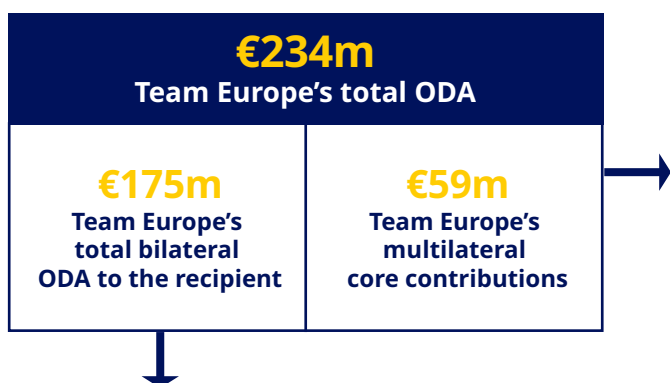 €234m
Team Europe’s total ODA
€175m
Team Europe’s
total bilateral
ODA to the recipient
€59m
Team Europe’s
multilateral
core contributions